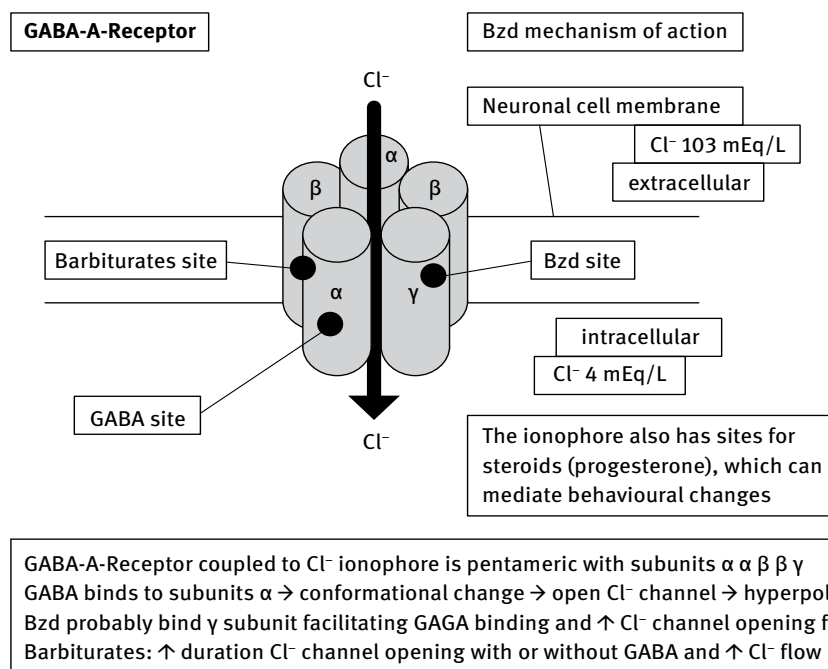 GABA-A-Receptor
Bzd mechanism of action
Cl⁻
Neuronal cell membrane
Cl⁻ 103 mEq/L
extracellular
α
β
β
Barbiturates site
Bzd site
α
γ
intracellular
Cl⁻ 4 mEq/L
GABA site
Cl⁻
The ionophore also has sites for
steroids (progesterone), which can
mediate behavioural changes
GABA-A-Receptor coupled to Cl⁻ ionophore is pentameric with subunits α α β β γ
GABA binds to subunits α → conformational change → open Cl⁻ channel → hyperpol
Bzd probably bind γ subunit facilitating GAGA binding and ↑ Cl⁻ channel opening f
Barbiturates: ↑ duration Cl⁻ channel opening with or without GABA and ↑ Cl⁻ flow